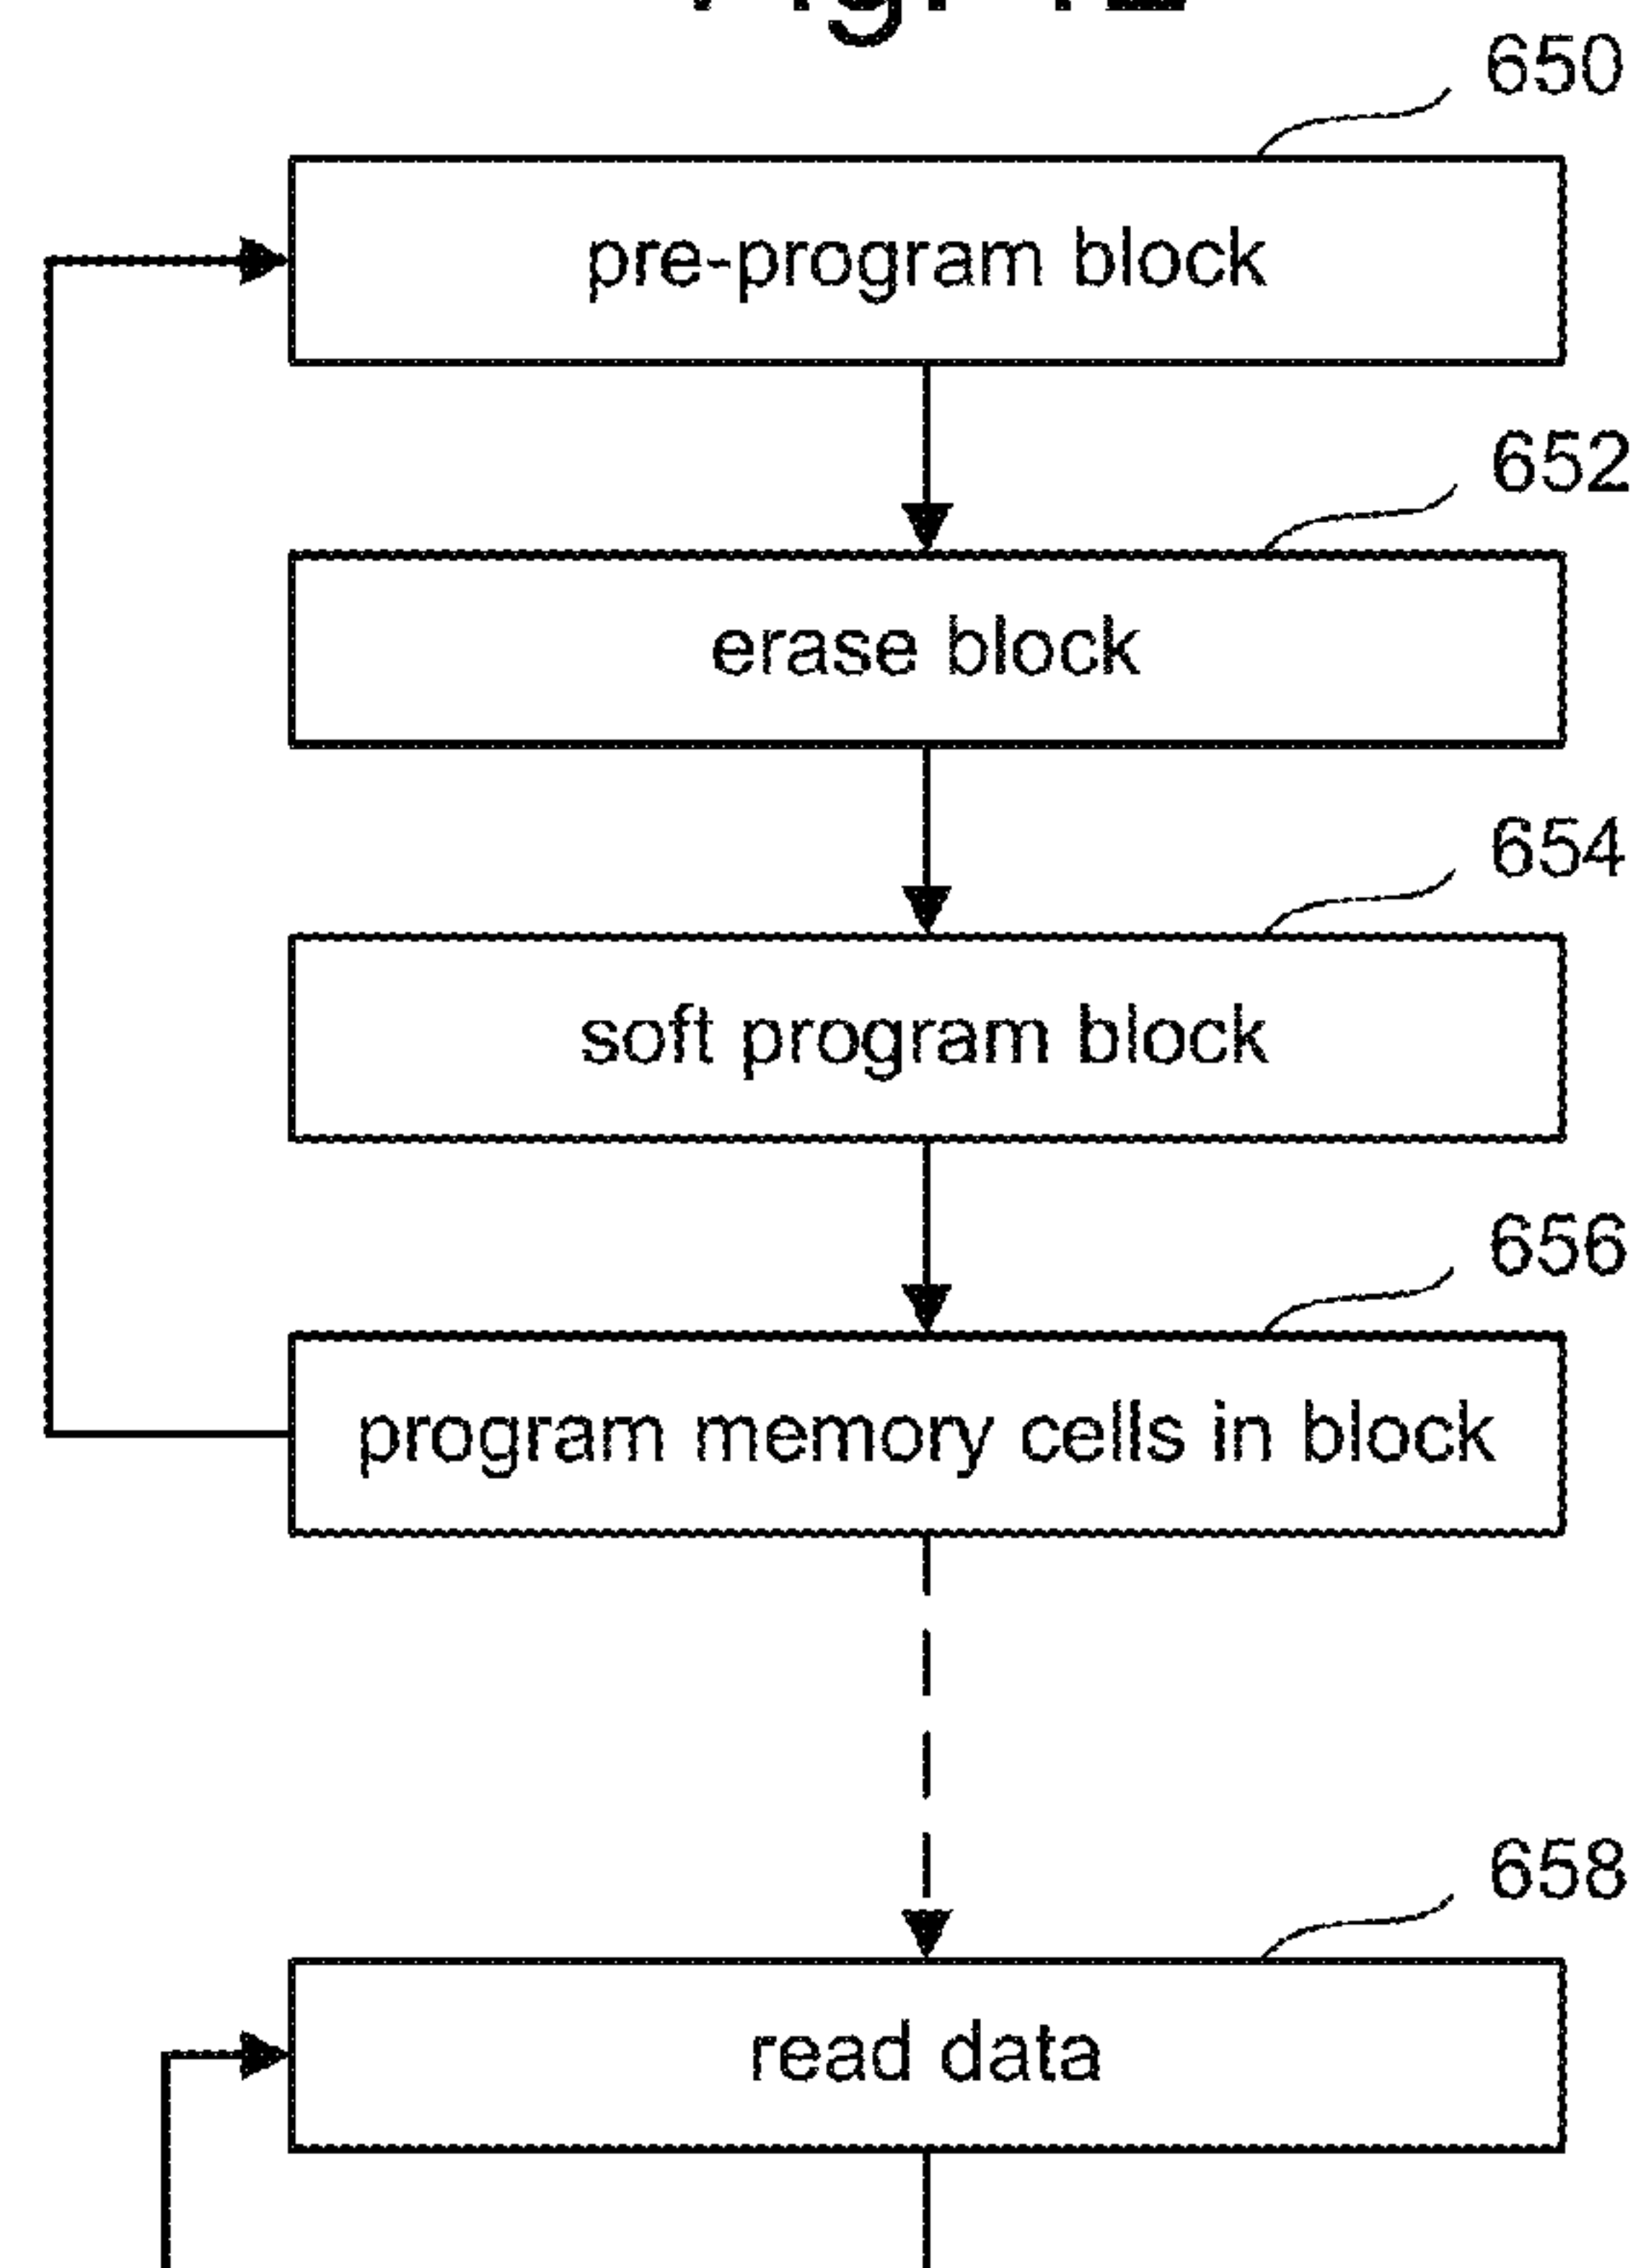 650
pre-program block
652
erase block
654
soft program block
656
program memory cells in block
658
read data